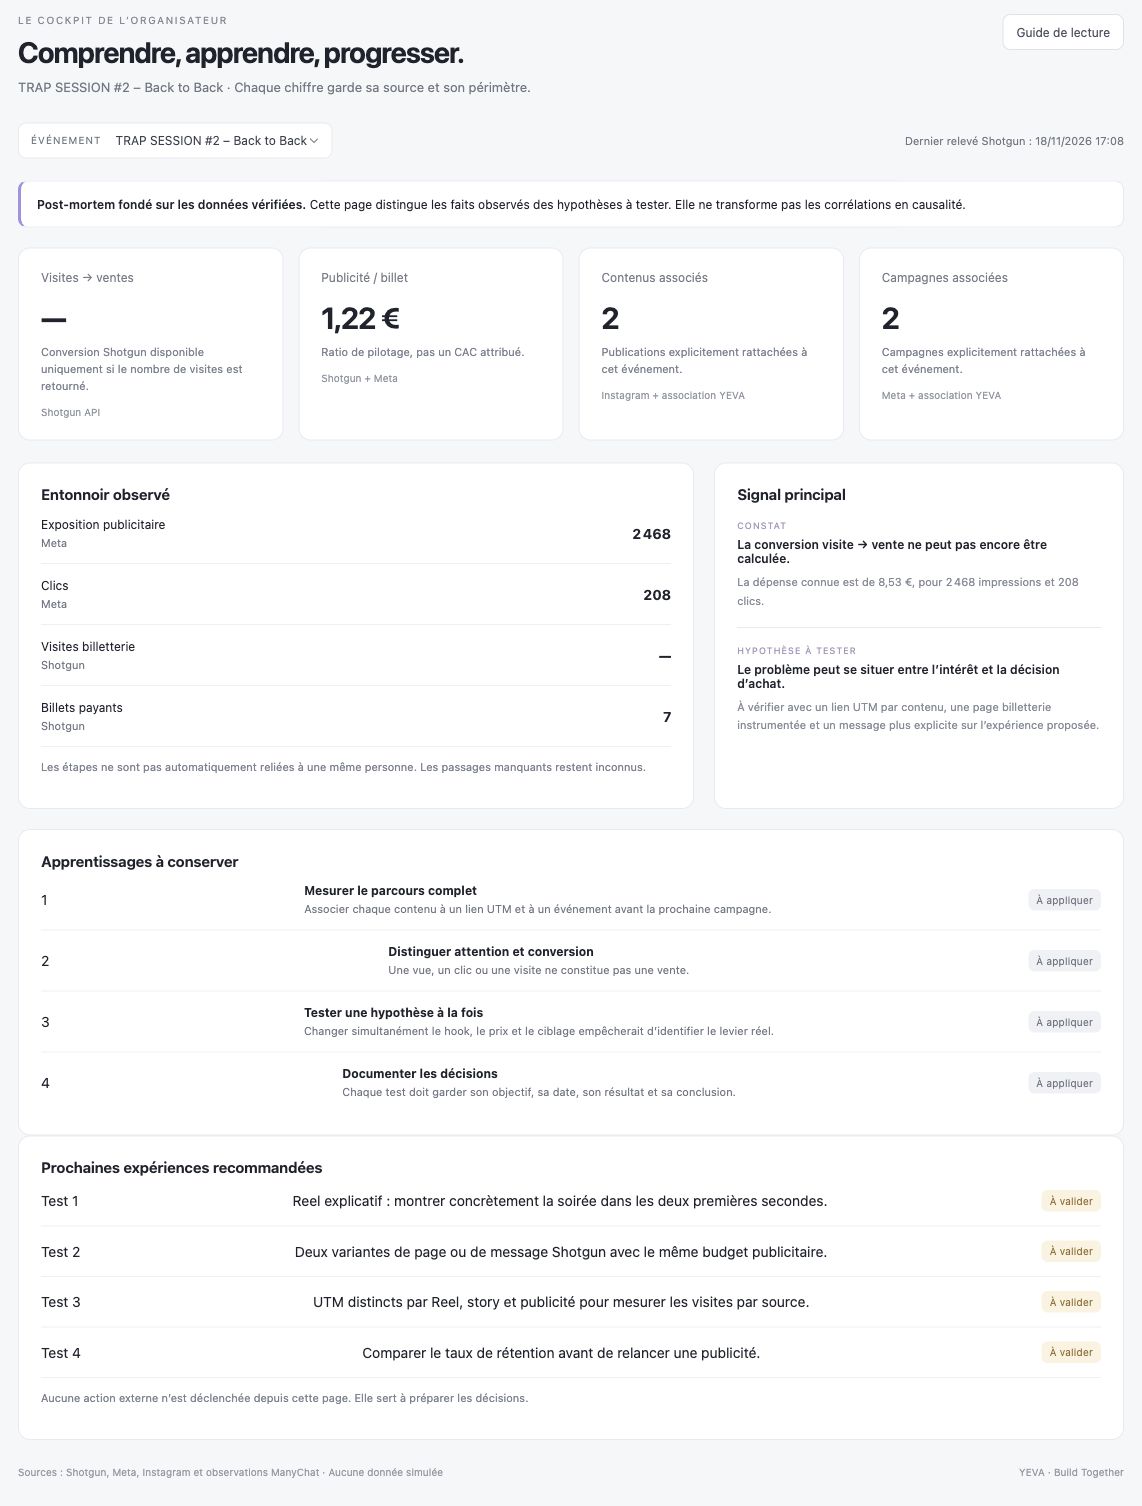 LE COCKPIT DE L'ORGANISATEUR
Comprendre, apprendre, progresser.
Guide de lecture
TRAP SESSION #2 – Back to Back · Chaque chiffre garde sa source et son périmètre.
ÉVÉNEMENT TRAP SESSION #2 – Back to Back
Dernier relevé Shotgun : 18/11/2026 17:08
Post-mortem fondé sur les données vérifiées. Cette page distingue les faits observés des hypothèses à tester. Elle ne transforme pas les corrélations en causalité.
Visites → ventes
—
Conversion Shotgun disponible
uniquement si le nombre de visites est
retourné.
Shotgun API
Publicité / billet
1,22 €
Ratio de pilotage, pas un CAC attribué.
Shotgun + Meta
Contenus associés
2
Publications explicitement rattachées à
cet événement.
Instagram + association YEVA
Campagnes associées
2
Campagnes explicitement rattachées à
cet événement.
Meta + association YEVA
Entonnoir observé
Exposition publicitaire
Meta
2 468
Clics
Meta
208
Visites billetterie
Shotgun
—
Billets payants
Shotgun
7
Les étapes ne sont pas automatiquement reliées à une même personne. Les passages manquants restent inconnus.
Signal principal
CONSTAT
La conversion visite → vente ne peut pas encore être
calculée.
La dépense connue est de 8,53 €, pour 2 468 impressions et 208
clics.
HYPOTHÈSE À TESTER
Le problème peut se situer entre l'intérêt et la décision
d'achat.
À vérifier avec un lien UTM par contenu, une page billetterie
instrumentée et un message plus explicite sur l'expérience proposée.
Apprentissages à conserver
1
Mesurer le parcours complet
Associer chaque contenu à un lien UTM et à un événement avant la prochaine campagne.
À appliquer
2
Distinguer attention et conversion
Une vue, un clic ou une visite ne constitue pas une vente.
À appliquer
3
Tester une hypothèse à la fois
Changer simultanément le hook, le prix et le ciblage empêcherait d'identifier le levier réel.
À appliquer
4
Documenter les décisions
Chaque test doit garder son objectif, sa date, son résultat et sa conclusion.
À appliquer
Prochaines expériences recommandées
Test 1 Reel explicatif : montrer concrètement la soirée dans les deux premières secondes. À valider
Test 2 Deux variantes de page ou de message Shotgun avec le même budget publicitaire. À valider
Test 3 UTM distincts par Reel, story et publicité pour mesurer les visites par source. À valider
Test 4 Comparer le taux de rétention avant de relancer une publicité. À valider
Aucune action externe n'est déclenchée depuis cette page. Elle sert à préparer les décisions.
Sources : Shotgun, Meta, Instagram et observations ManyChat · Aucune donnée simulée
YEVA · Build Together